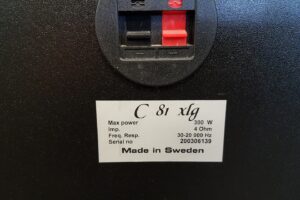 C 81 xlg
Max power 300 W
Imp. 4 Ohm
Freq. Resp. 30-20 000 Hz
Serial no 200306139
Made in Sweden